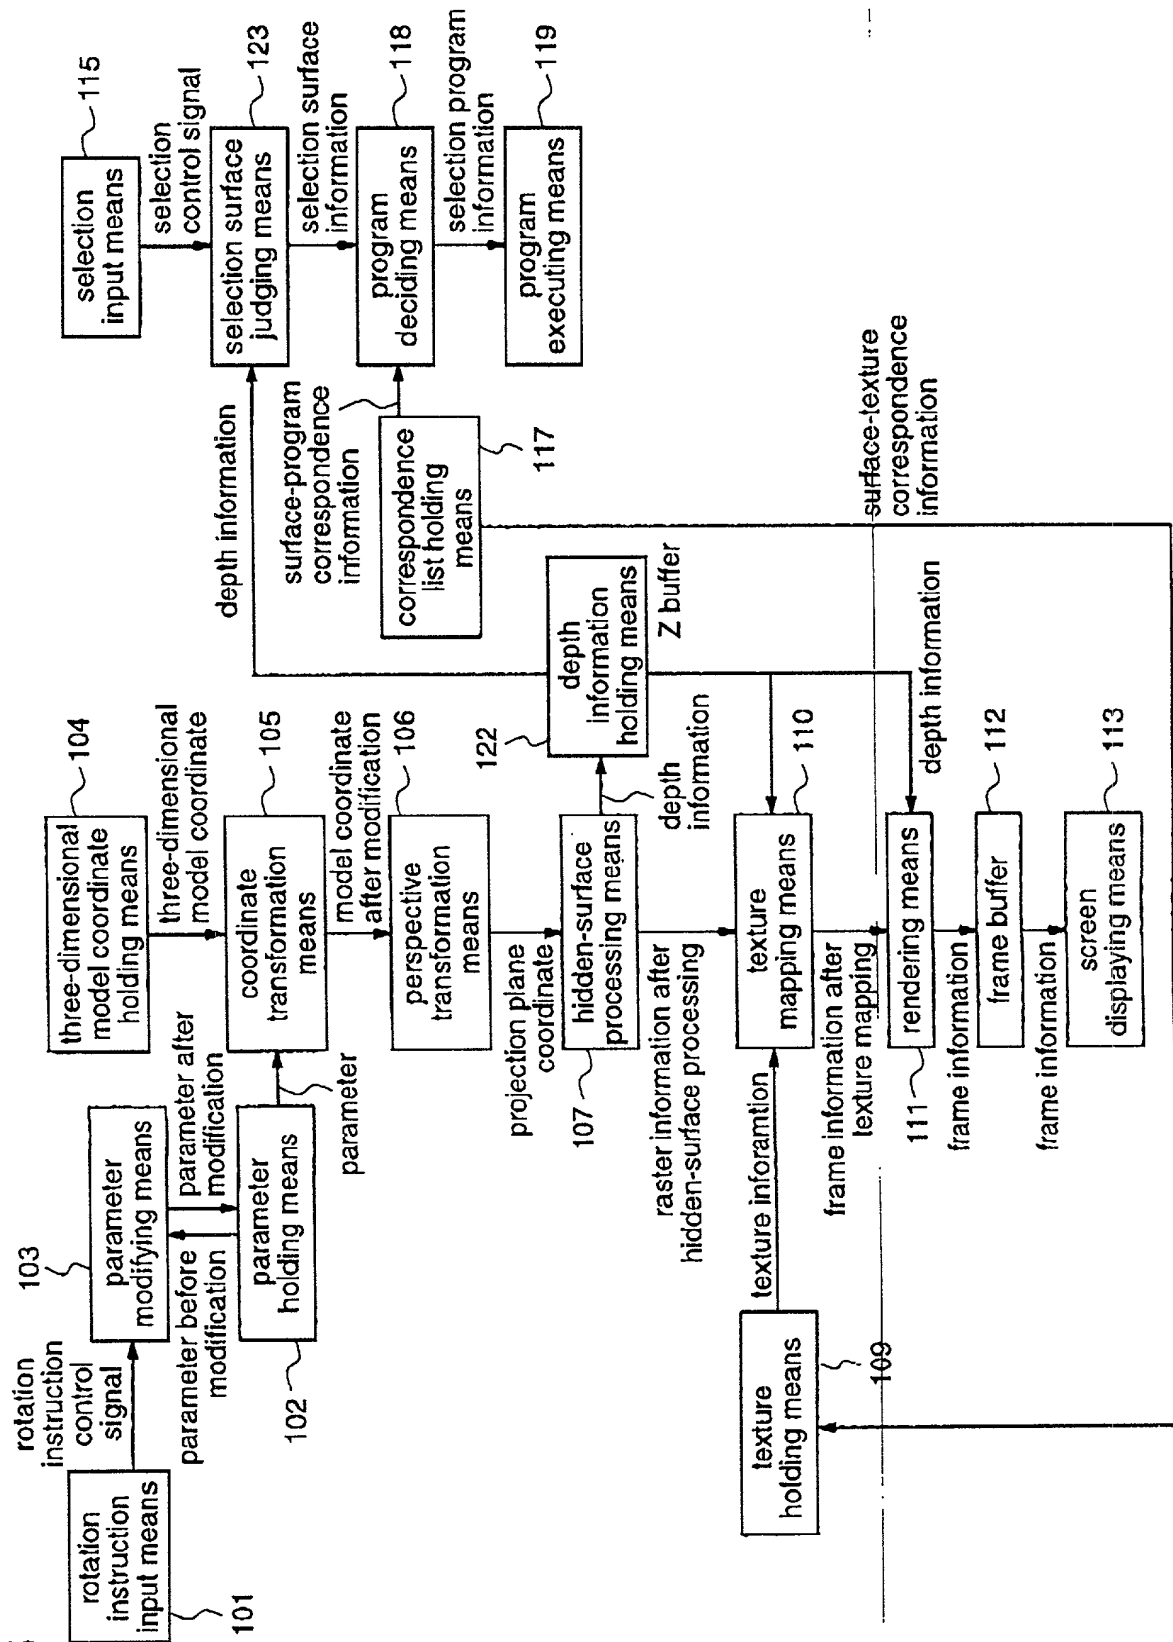 rotation
instruction
input means
101
rotation
instruction
control
signal
103
parameter
modifying means
parameter before
modification
parameter after
modification
parameter
holding means
102
parameter
104
three-dimensional
model coordinate
holding means
three-dimensional
model coordinate
105
coordinate
transformation
means
model coordinate
after modification
106
perspective
transformation
means
projection plane
coordinate
hidden-surface
processing means
107
depth
information
122
depth
information
holding means
Z buffer
depth information
raster information after
hidden-surface processing
texture
mapping means
110
texture inforamtion
texture
holding means
109
frame information after
texture mapping
rendering means
111
depth information
frame information
frame buffer
112
frame information
screen
displaying means
113
115
selection
input means
selection
control signal
123
selection surface
judging means
selection surface
information
118
program
deciding means
selection program
information
119
program
executing means
surface-program
correspondence
information
correspondence
list holding
means
117
surface-texture
correspondence
information